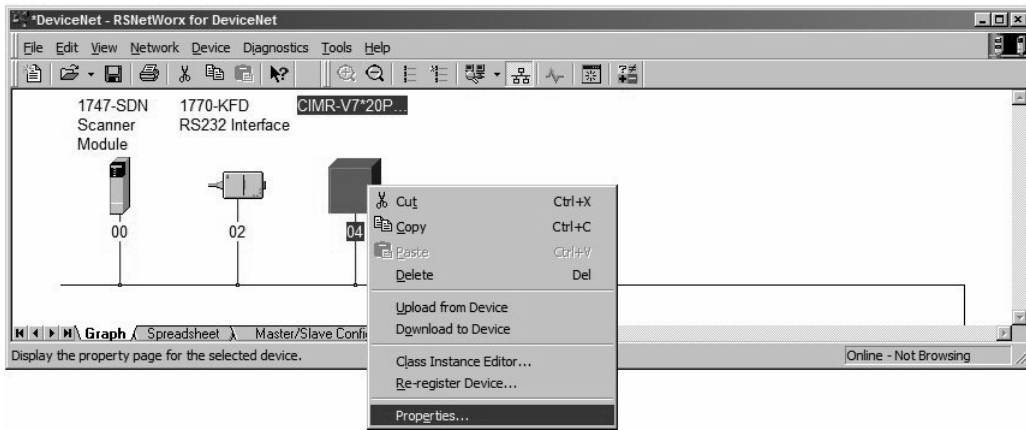 *DeviceNet - RSNetWorx for DeviceNet
File Edit View Network Device Diagnostics Tools Help
1747-SDN
Scanner
Module
1770-KFD
RS232 Interface
CIMR-V7*20P...
00
02
04
Cut Ctrl+X
Copy Ctrl+C
Paste Ctrl+V
Delete Del
Upload from Device
Download to Device
Class Instance Editor...
Re-register Device...
Properties...
Graph Spreadsheet Master/Slave Confi
Display the property page for the selected device. Online - Not Browsing